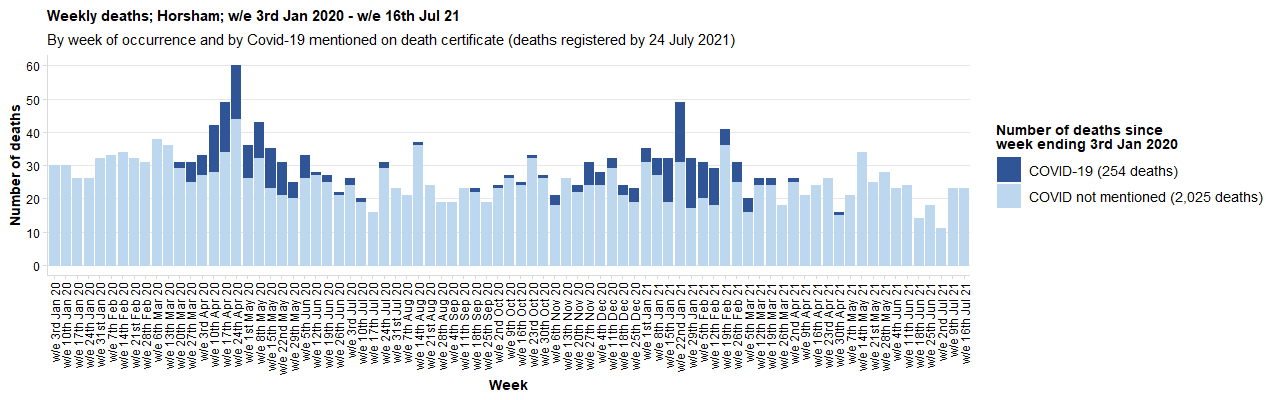 Weekly deaths; Horsham; w/e 3rd Jan 2020 - w/e 16th Jul 21
By week of occurrence and by Covid-19 mentioned on death certificate (deaths registered by 24 July 2021)
Number of deaths
60
50
40
30
20
10
0
w/e 3rd Jan 20
w/e 10th Jan 20
w/e 17th Jan 20
w/e 24th Jan 20
w/e 31st Jan 20
w/e 7th Feb 20
w/e 14th Feb 20
w/e 21st Feb 20
w/e 28th Feb 20
w/e 6th Mar 20
w/e 13th Mar 20
w/e 20th Mar 20
w/e 27th Mar 20
w/e 3rd Apr 20
w/e 10th Apr 20
w/e 17th Apr 20
w/e 24th Apr 20
w/e 1st May 20
w/e 8th May 20
w/e 15th May 20
w/e 22nd May 20
w/e 29th May 20
w/e 5th Jun 20
w/e 12th Jun 20
w/e 19th Jun 20
w/e 26th Jun 20
w/e 3rd Jul 20
w/e 10th Jul 20
w/e 17th Jul 20
w/e 24th Jul 20
w/e 31st Jul 20
w/e 7th Aug 20
w/e 14th Aug 20
w/e 21st Aug 20
w/e 28th Aug 20
w/e 4th Sep 20
w/e 11th Sep 20
w/e 18th Sep 20
w/e 25th Sep 20
w/e 2nd Oct 20
w/e 9th Oct 20
w/e 16th Oct 20
w/e 23rd Oct 20
w/e 30th Oct 20
w/e 6th Nov 20
w/e 13th Nov 20
w/e 20th Nov 20
w/e 27th Nov 20
w/e 4th Dec 20
w/e 11th Dec 20
w/e 18th Dec 20
w/e 25th Dec 20
w/e 1st Jan 21
w/e 8th Jan 21
w/e 15th Jan 21
w/e 22nd Jan 21
w/e 29th Jan 21
w/e 5th Feb 21
w/e 12th Feb 21
w/e 19th Feb 21
w/e 26th Feb 21
w/e 5th Mar 21
w/e 12th Mar 21
w/e 19th Mar 21
w/e 26th Mar 21
w/e 2nd Apr 21
w/e 9th Apr 21
w/e 16th Apr 21
w/e 23rd Apr 21
w/e 30th Apr 21
w/e 7th May 21
w/e 14th May 21
w/e 21st May 21
w/e 28th May 21
w/e 4th Jun 21
w/e 11th Jun 21
w/e 18th Jun 21
w/e 25th Jun 21
w/e 2nd Jul 21
w/e 9th Jul 21
w/e 16th Jul 21
Week
Number of deaths since
week ending 3rd Jan 2020
COVID-19 (254 deaths)
COVID not mentioned (2,025 deaths)